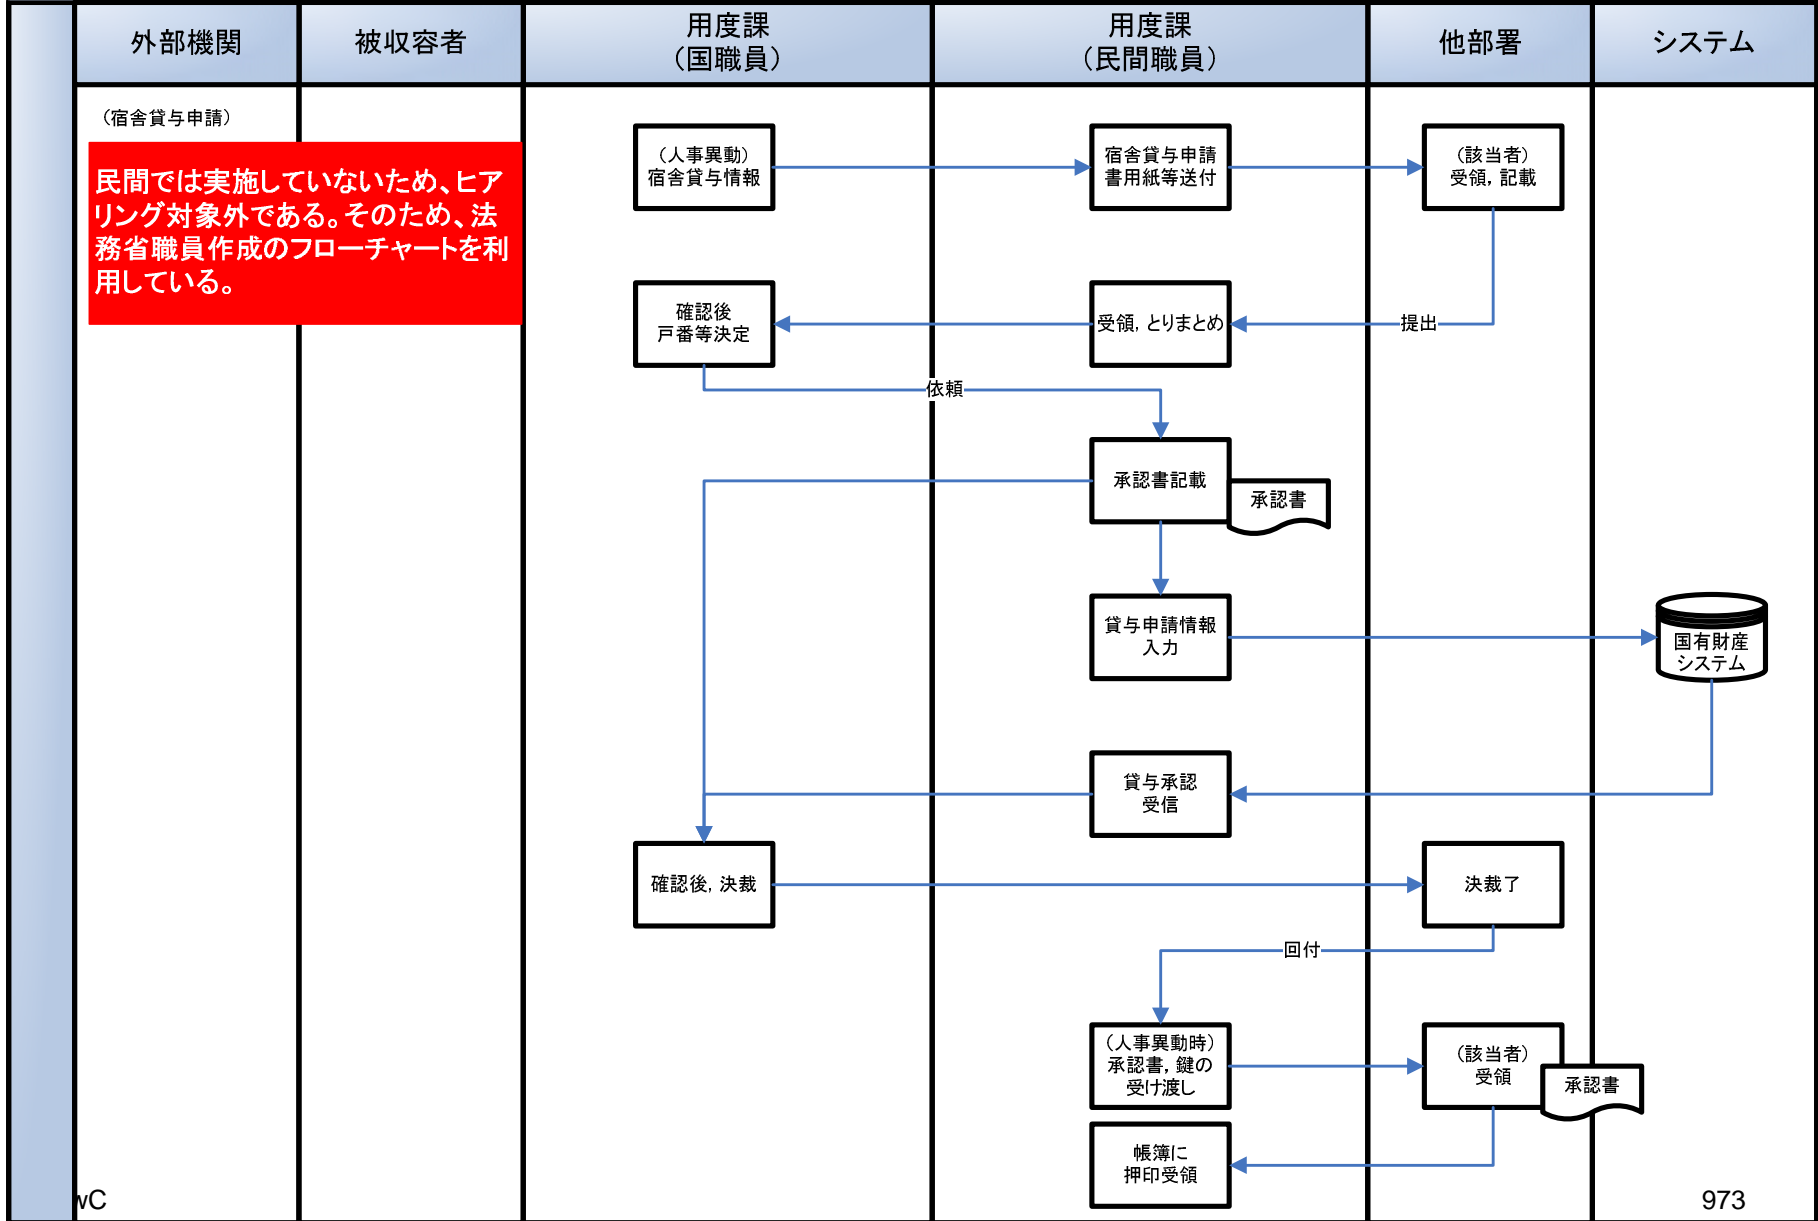 外部機関
被収容者
用度課
（国職員）
用度課
（民間職員）
他部署
システム
（宿舎貸与申請）
民間では実施していないため、ヒア
リング対象外である。そのため、法
務省職員作成のフローチャートを利
用している。
（人事異動）
宿舎貸与情報
宿舎貸与申請
書用紙等送付
（該当者）
受領，記載
確認後
戸番等決定
受領，とりまとめ
提出
依頼
承認書記載
承認書
貸与申請情報
入力
国有財産
システム
貸与承認
受信
確認後，決裁
決裁了
回付
（人事異動時）
承認書，鍵の
受け渡し
（該当者）
受領
承認書
帳簿に
押印受領
wC
973